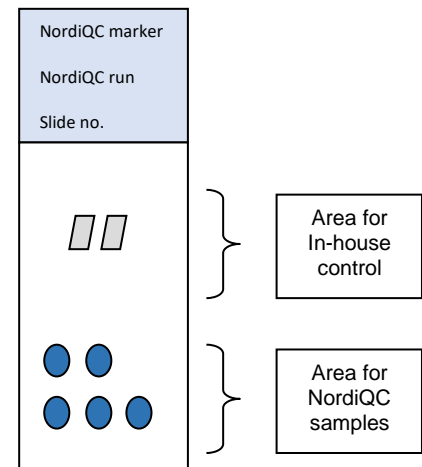 NordiQC marker
NordiQC run
Slide no.
Area for
In-house
control
Area for
NordiQC
samples